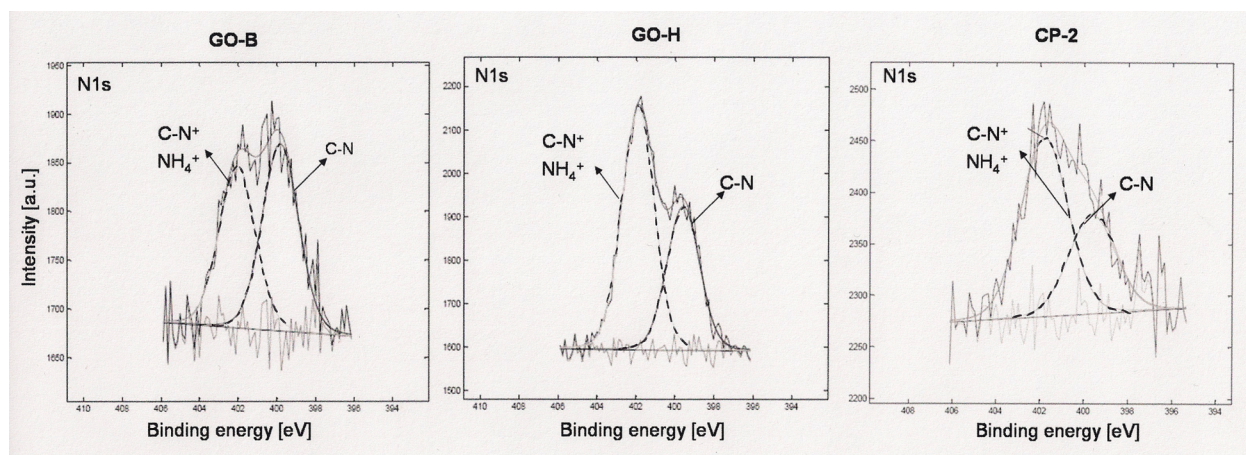 GO-B
N1s
C-N⁺
NH₄⁺
C-N
1950
1900
1850
1800
1750
1700
1650
Intensity [a.u.]
410 408 406 404 402 400 398 396 394
Binding energy [eV]
GO-H
N1s
C-N⁺
NH₄⁺
C-N
2200
2100
2000
1900
1800
1700
1600
1500
410 408 406 404 402 400 398 396 394
Binding energy [eV]
CP-2
N1s
C-N⁺
NH₄⁺
C-N
2500
2450
2400
2350
2300
2250
2200
408 406 404 402 400 398 396 394
Binding energy [eV]